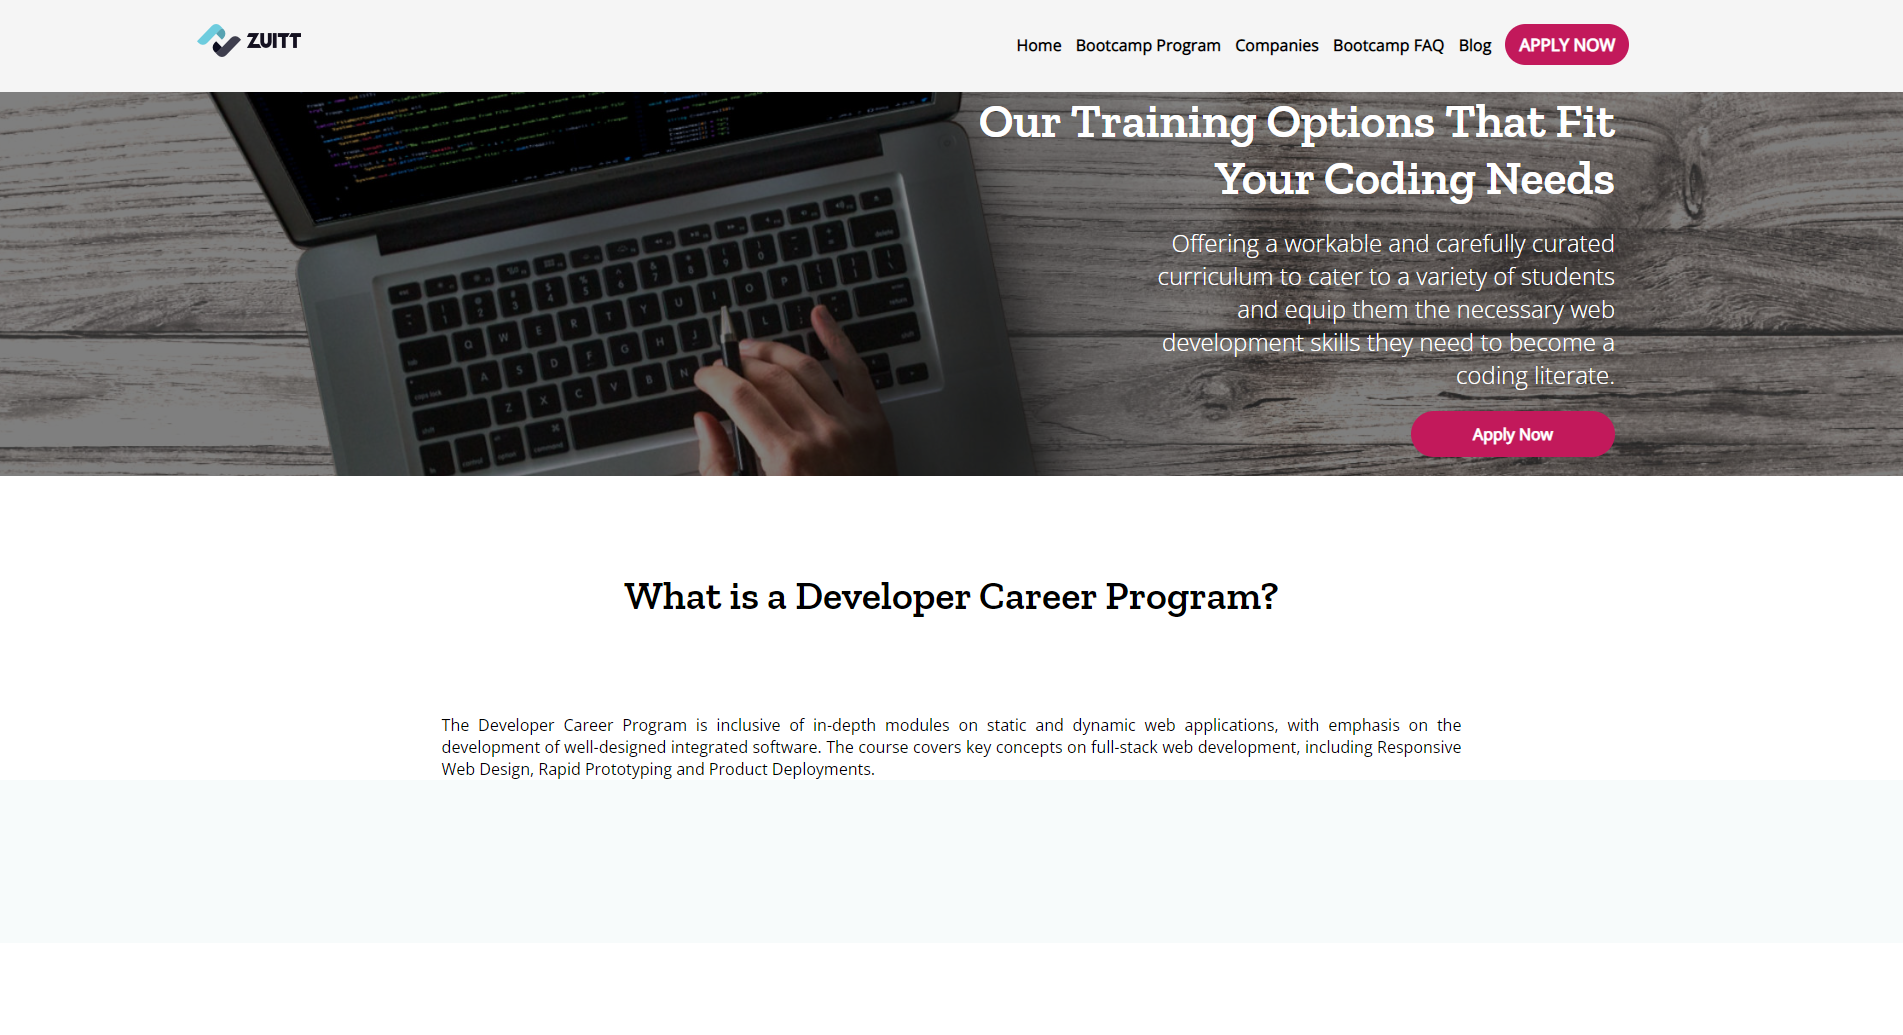 ZUITT
Home Bootcamp Program Companies Bootcamp FAQ Blog APPLY NOW
Our Training Options That Fit
Your Coding Needs
Offering a workable and carefully curated
curriculum to cater to a variety of students
and equip them the necessary web
development skills they need to become a
coding literate.
Apply Now
What is a Developer Career Program?
The Developer Career Program is inclusive of in-depth modules on static and dynamic web applications, with emphasis on the
development of well-designed integrated software. The course covers key concepts on full-stack web development, including Responsive
Web Design, Rapid Prototyping and Product Deployments.